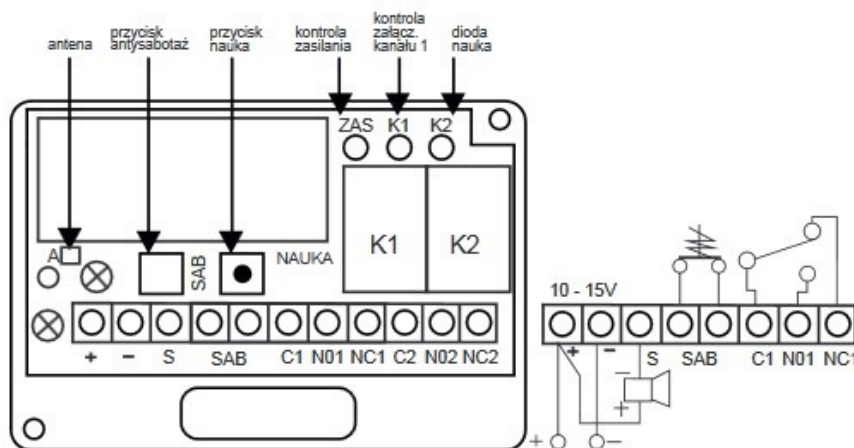 antena
przycisk
antysabotaż
przycisk
nauka
kontrola
zasilania
kontrola
załącz.
kanału 1
dioda
nauka
ZAS K1 K2
K1 K2
A
SAB
NAUKA
+ − S SAB C1 N01 NC1 C2 N02 NC2
10 - 15V
+ − S SAB C1 N01 NC1
−
+
+ −